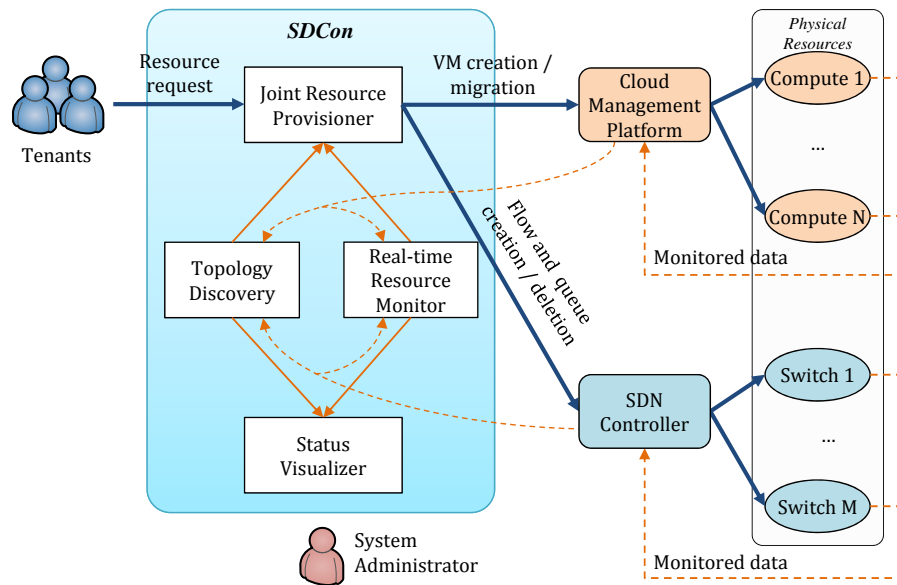 SDCon
Physical
Resources
Resource
request
Joint Resource
Provisioner
VM creation /
migration
Cloud
Management
Platform
Compute 1
...
Compute N
Tenants
Flow and queue
creation / deletion
Monitored data
Topology
Discovery
Real-time
Resource
Monitor
Switch 1
...
Switch M
SDN
Controller
Status
Visualizer
System
Administrator
Monitored data